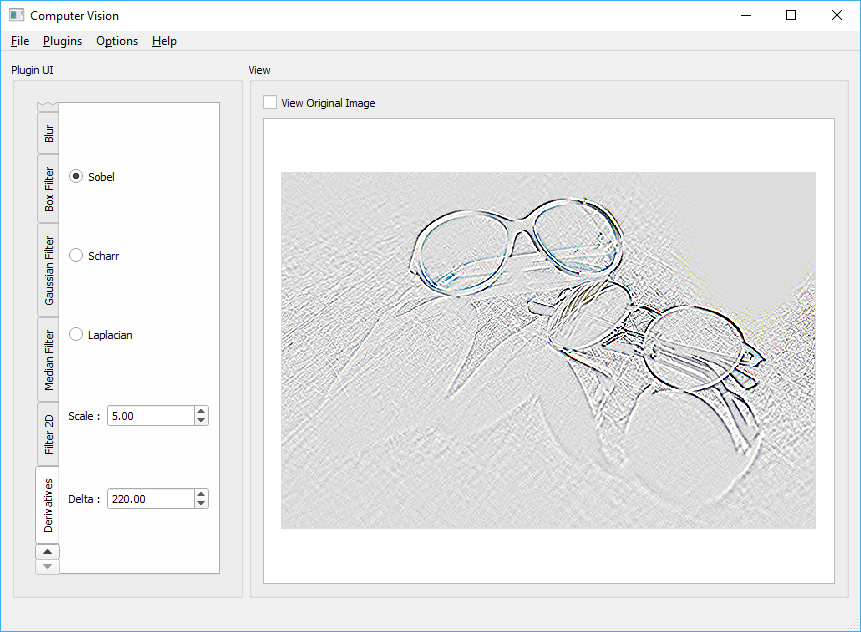 Computer Vision
File Plugins Options Help
Plugin UI
View
View Original Image
Blur
Box Filter
Gaussian Filter
Median Filter
Filter 2D
Derivatives
Sobel
Scharr
Laplacian
Scale : 5.00
Delta : 220.00